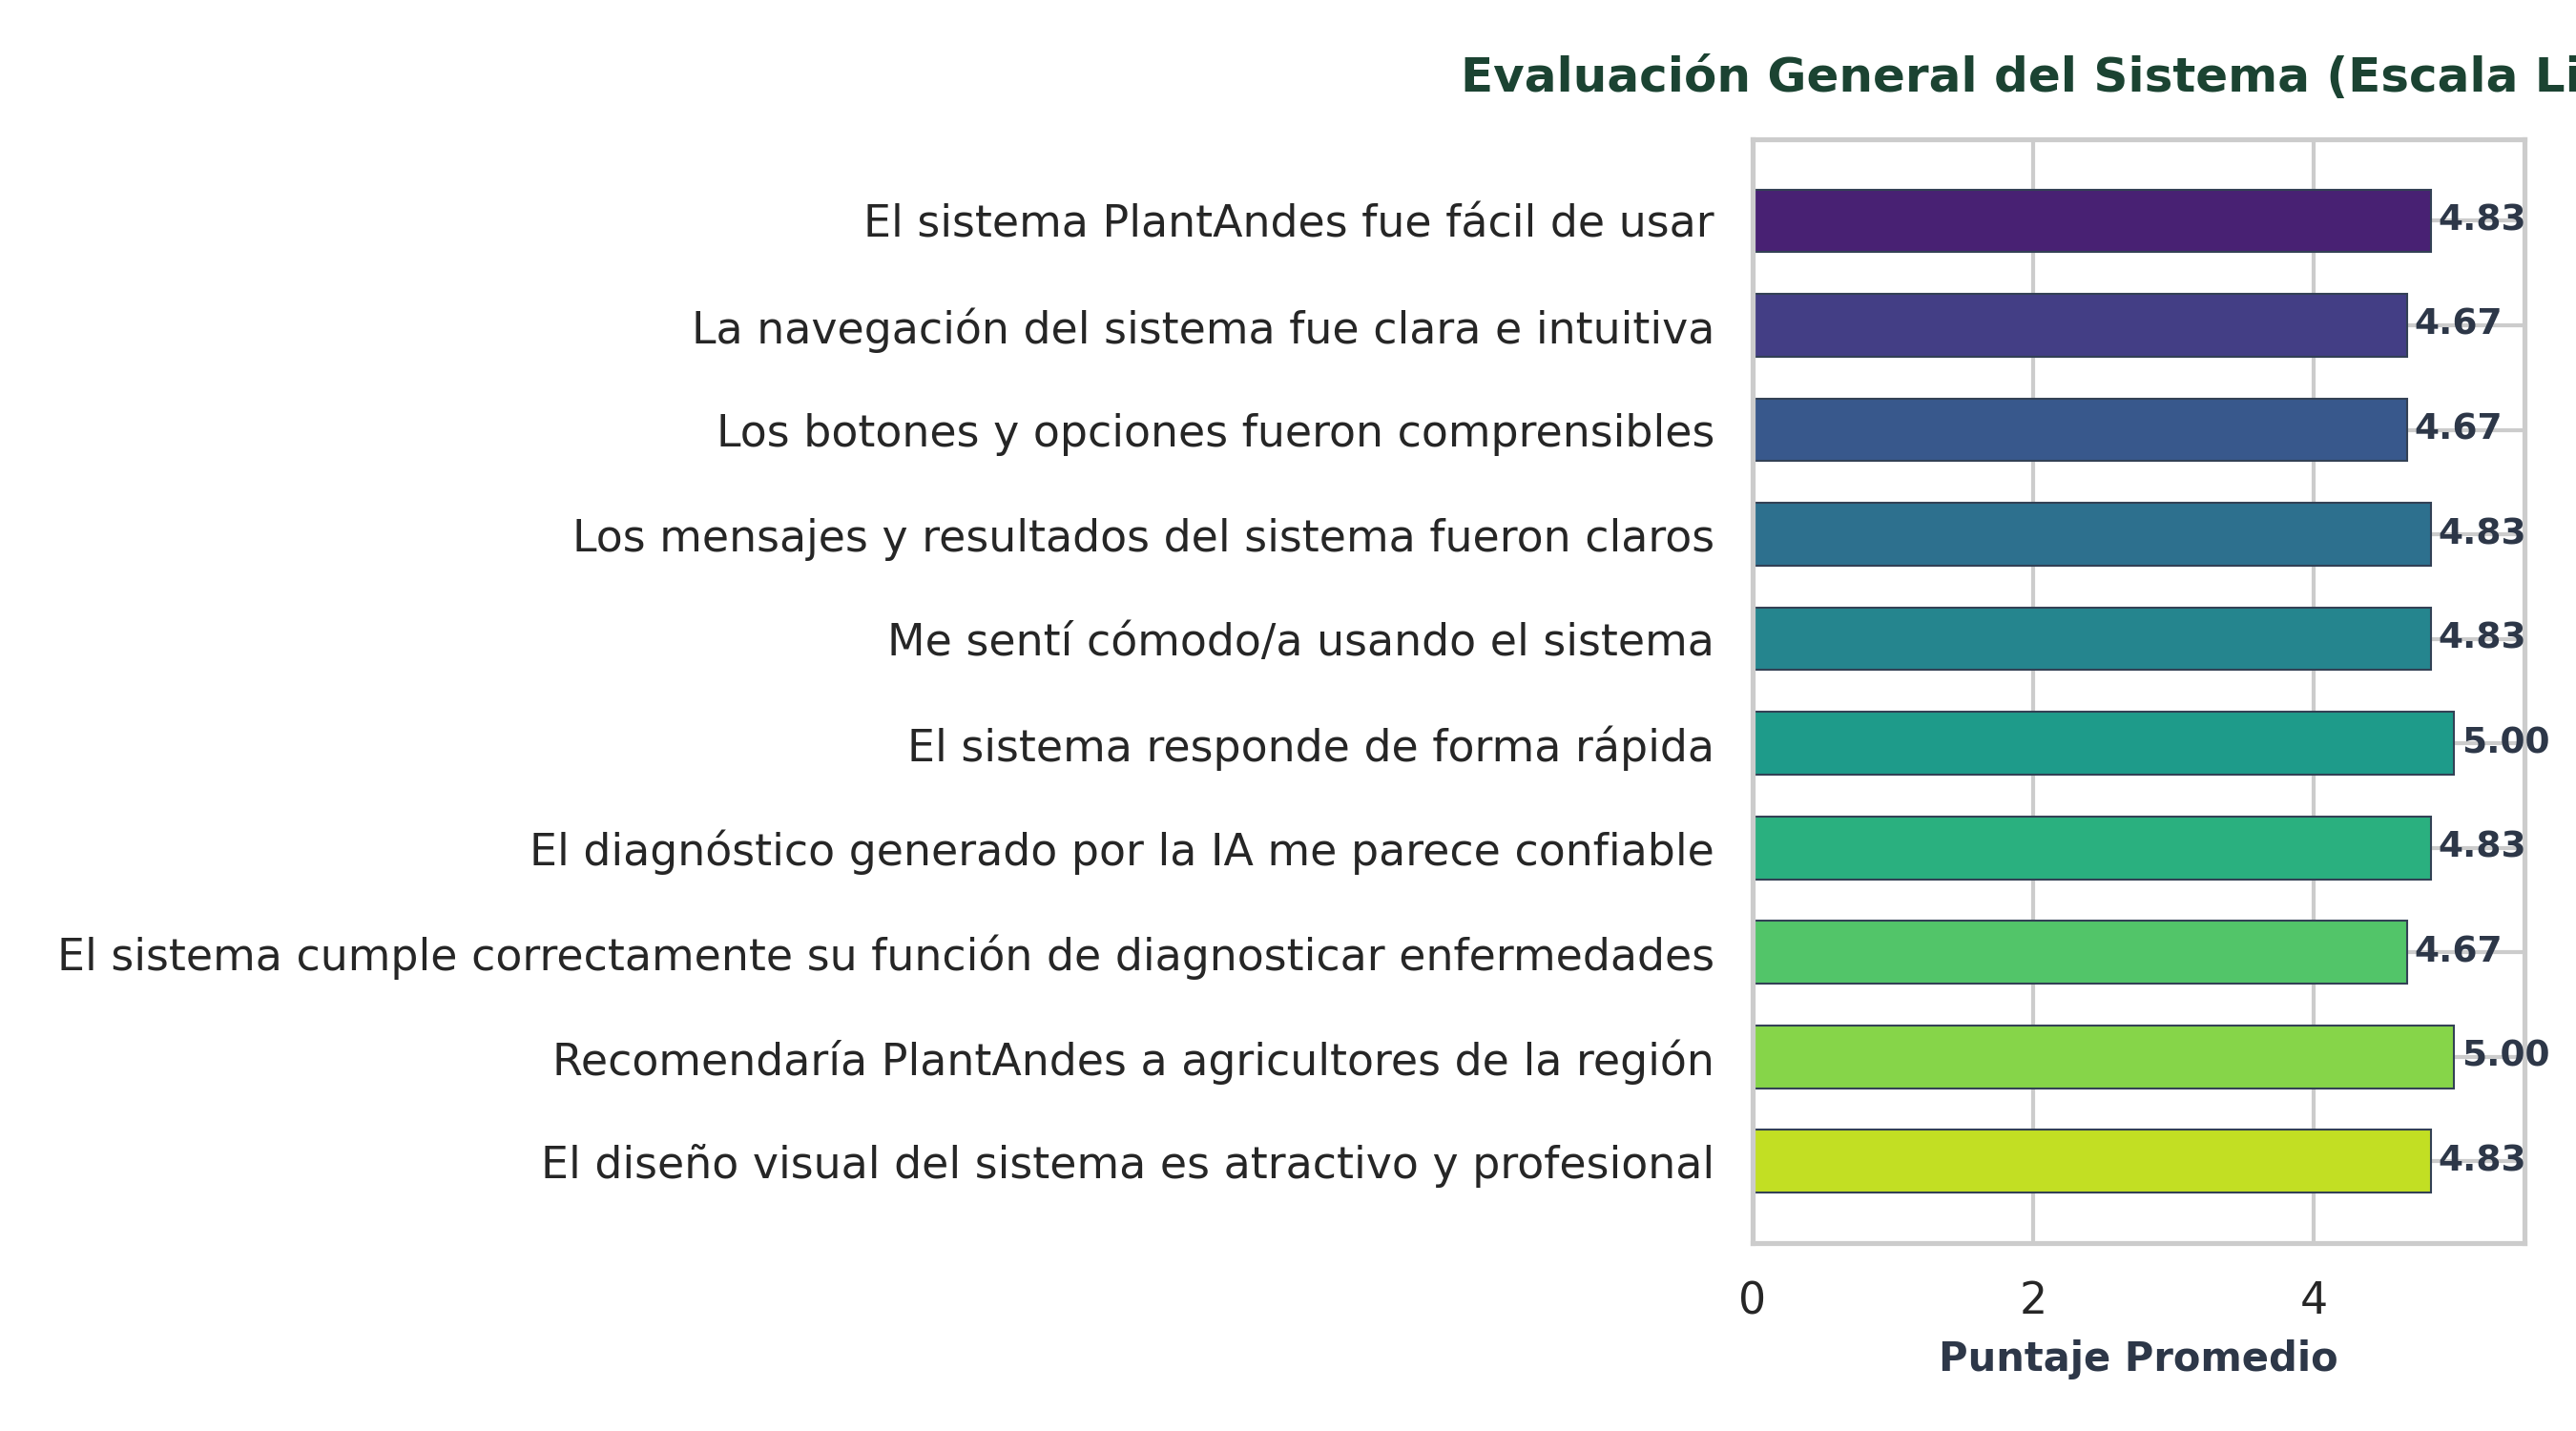 Evaluación General del Sistema (Escala Li
El sistema PlantAndes fue fácil de usar 4.83
La navegación del sistema fue clara e intuitiva 4.67
Los botones y opciones fueron comprensibles 4.67
Los mensajes y resultados del sistema fueron claros 4.83
Me sentí cómodo/a usando el sistema 4.83
El sistema responde de forma rápida 5.00
El diagnóstico generado por la IA me parece confiable 4.83
El sistema cumple correctamente su función de diagnosticar enfermedades 4.67
Recomendaría PlantAndes a agricultores de la región 5.00
El diseño visual del sistema es atractivo y profesional 4.83
0 2 4
Puntaje Promedio